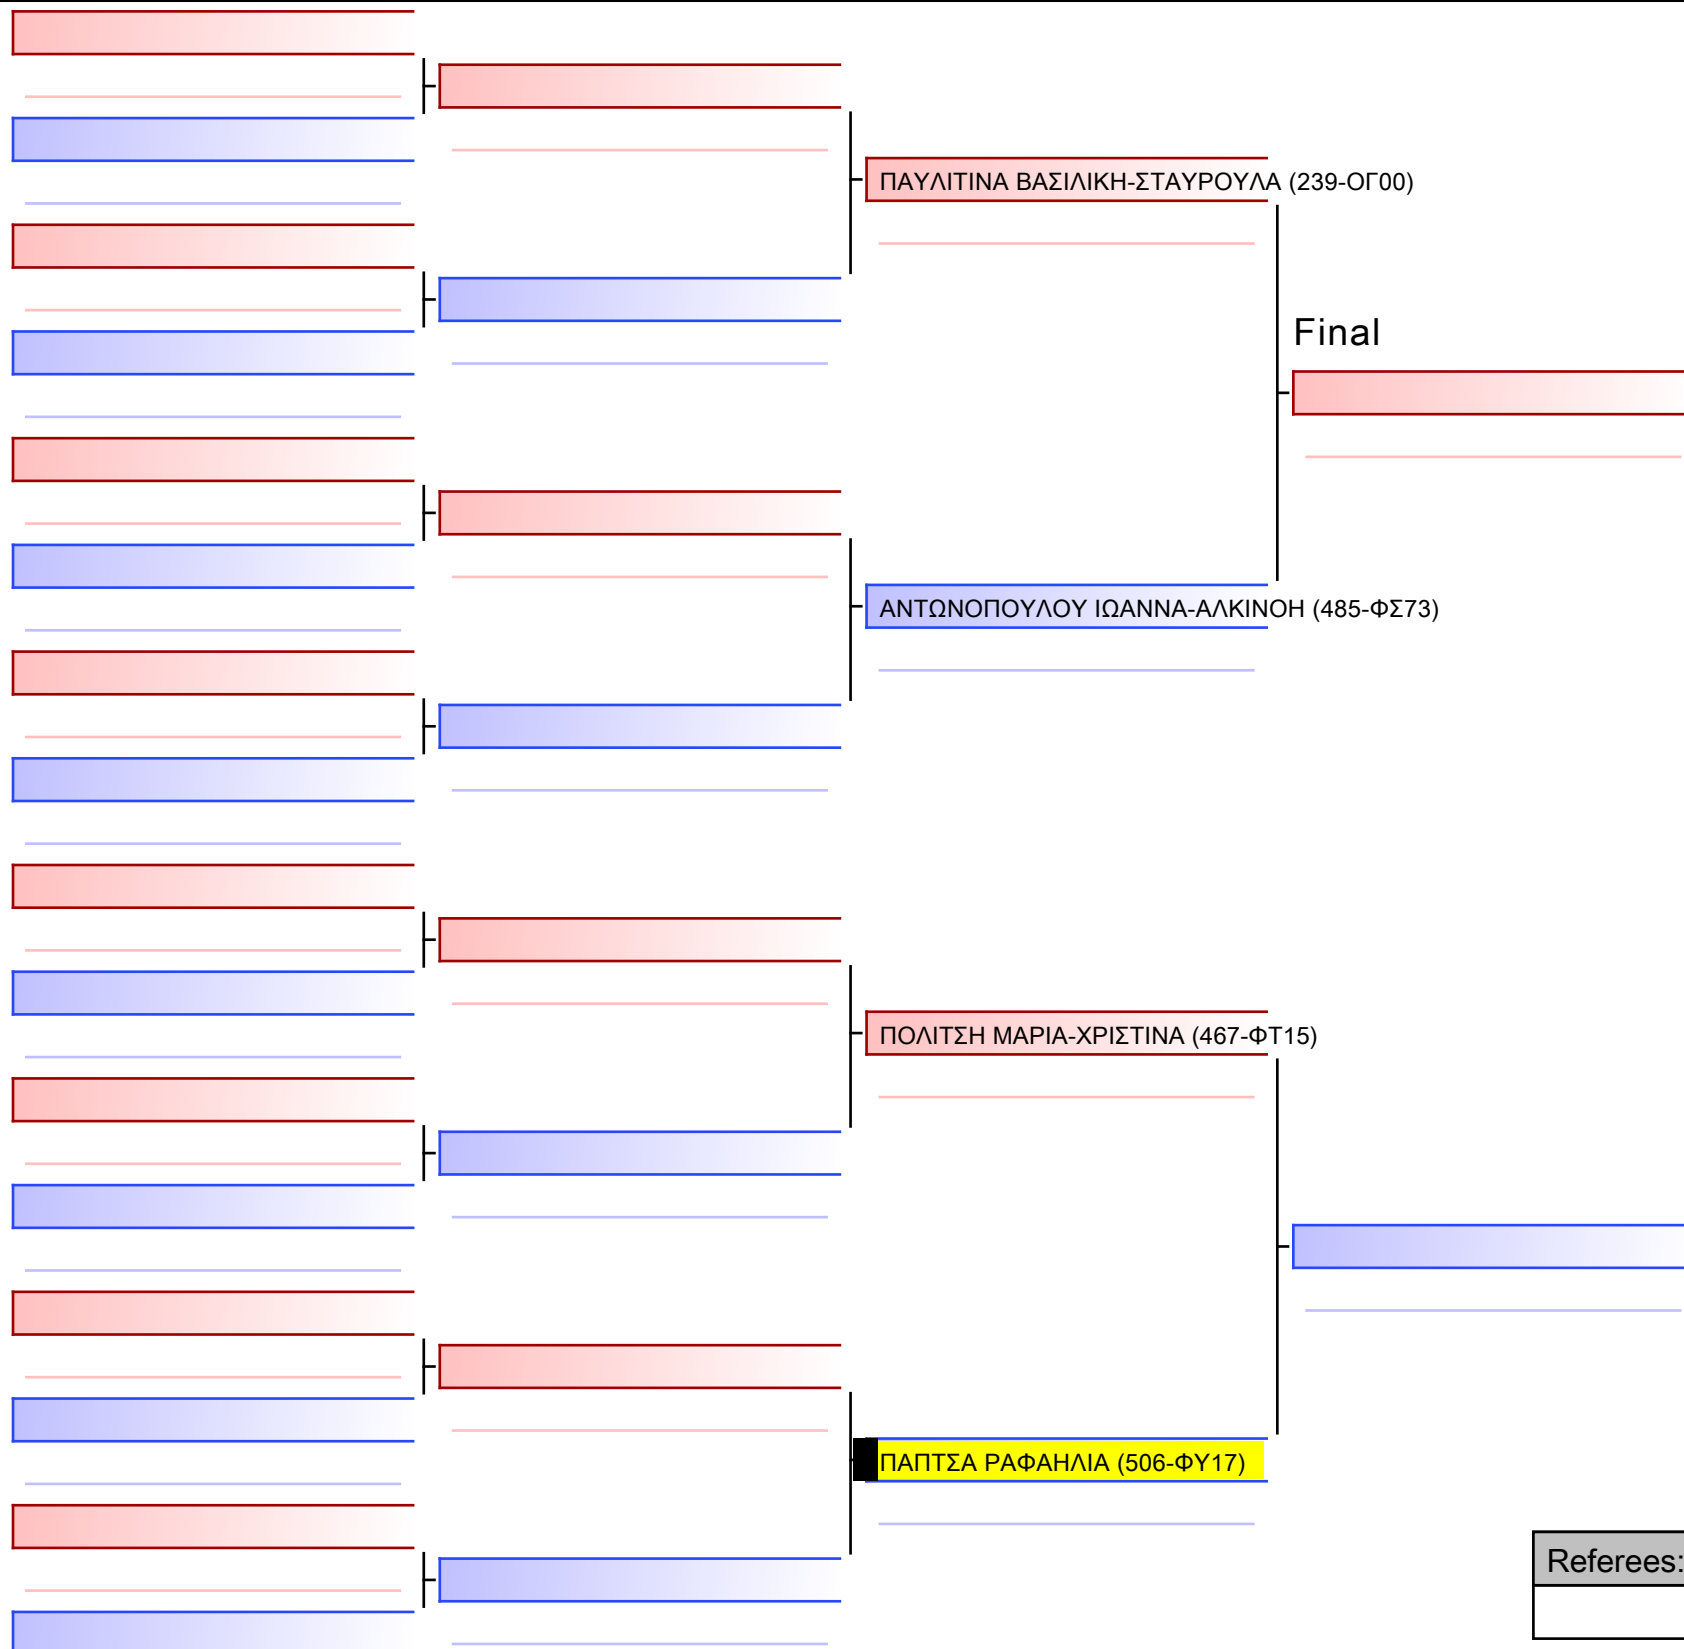 ΠΑΥΛΙΤΙΝΑ ΒΑΣΙΛΙΚΗ-ΣΤΑΥΡΟΥΛΑ (239-ΟΓ00)
Final
ΑΝΤΩΝΟΠΟΥΛΟΥ ΙΩΑΝΝΑ-ΑΛΚΙΝΟΗ (485-ΦΣ73)
ΠΟΛΙΤΣΗ ΜΑΡΙΑ-ΧΡΙΣΤΙΝΑ (467-ΦΤ15)
ΠΑΠΤΣΑ ΡΑΦΑΗΛΙΑ (506-ΦΥ17)
Referees: